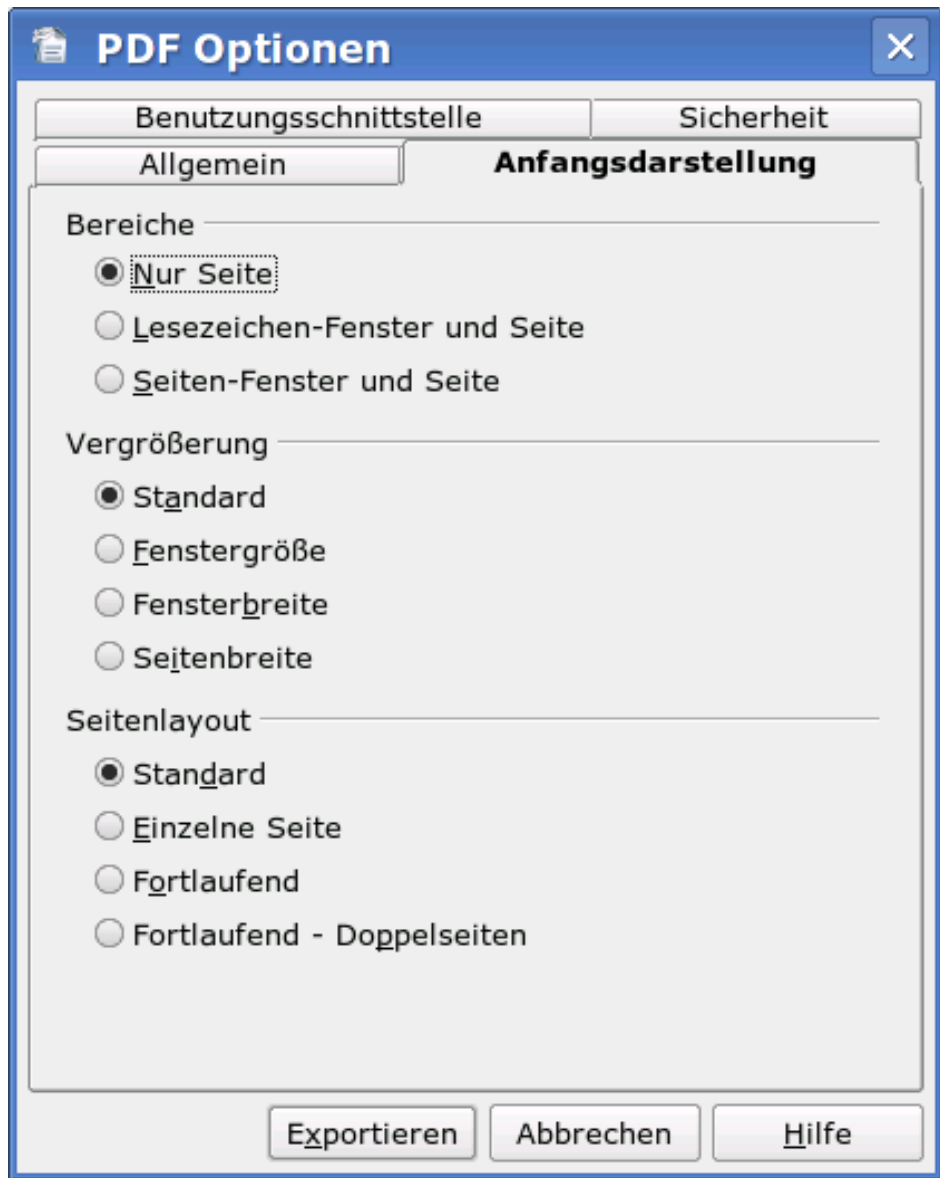 PDF Optionen
Benutzungsschnittstelle Sicherheit
Allgemein Anfangsdarstellung
Bereiche
Nur Seite
Lesezeichen-Fenster und Seite
Seiten-Fenster und Seite
Vergrößerung
Standard
Fenstergröße
Fensterbreite
Seitenbreite
Seitenlayout
Standard
Einzelne Seite
Fortlaufend
Fortlaufend - Doppelseiten
Exportieren Abbrechen Hilfe